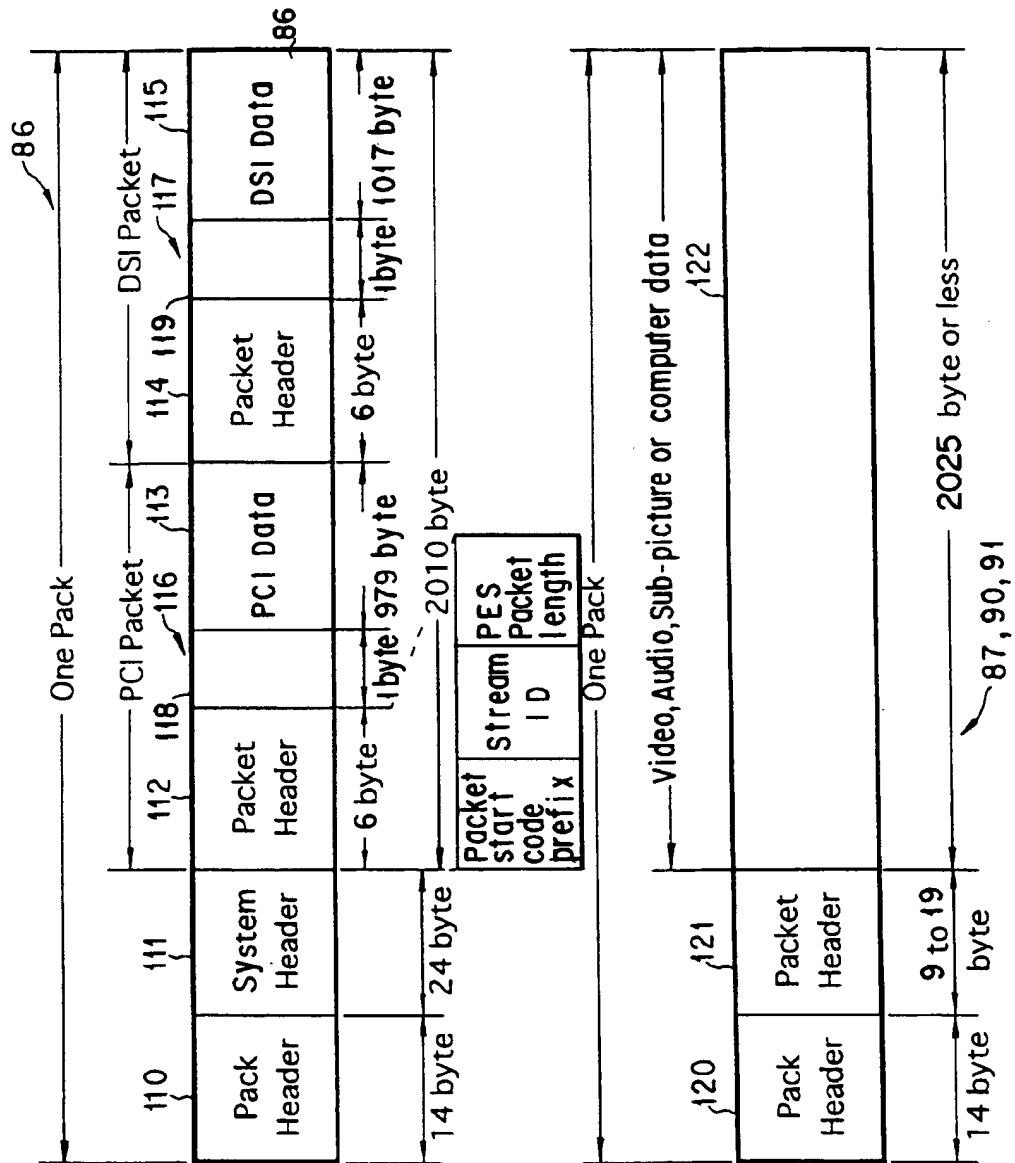 86
One Pack
PCI Packet
DSI Packet
110
111
112
118
116
113
114
119
117
115
Pack
Header
System
Header
Packet
Header
PCI Data
Packet
Header
DSI Data
86
14 byte
24 byte
6 byte
1 byte
979 byte
6 byte
1 byte
1017 byte
2010 byte
Packet
start
code
prefix
Stream
ID
PES
Packet
length
One Pack
Video, Audio, Sub-picture or computer data
120
121
122
Pack
Header
Packet
Header
14 byte
9 to 19
byte
2025 byte or less
87, 90, 91